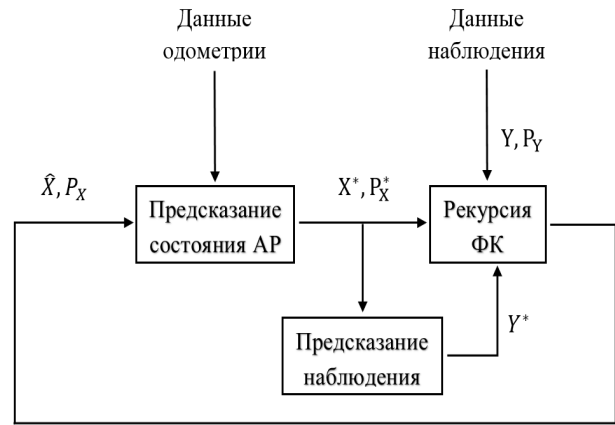 Данные
одометрии
Данные
наблюдения
Y, P_Y
X̂, P_X
Предсказание
состояния АР
X*, P*_X
Рекурсия
ФК
Предсказание
наблюдения
Y*